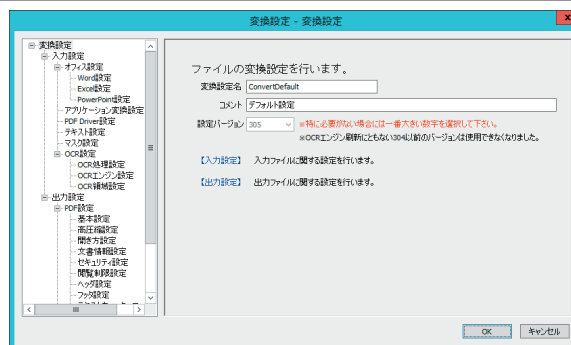 変換設定 - 変換設定
x
変換設定
入力設定
オフィス設定
Word設定
Excel設定
PowerPoint設定
アプリケーション変換設定
PDF Driver設定
テキスト設定
マスク設定
OCR設定
OCR処理設定
OCRエンジン設定
OCR領域設定
出力設定
PDF設定
基本設定
高圧縮設定
開き方設定
文書情報設定
セキュリティ設定
閲覧制限設定
ヘッダ設定
フッタ設定
ファイルの変換設定を行います。
変換設定名 ConvertDefault
コメント デフォルト設定
設定バージョン 305 ※特に必要がない場合には一番大きい数字を選択して下さい。
※OCRエンジン刷新にともない304以前のバージョンは使用できなくなりました。
【入力設定】 入力ファイルに関する設定を行います。
【出力設定】 出力ファイルに関する設定を行います。
OK キャンセル